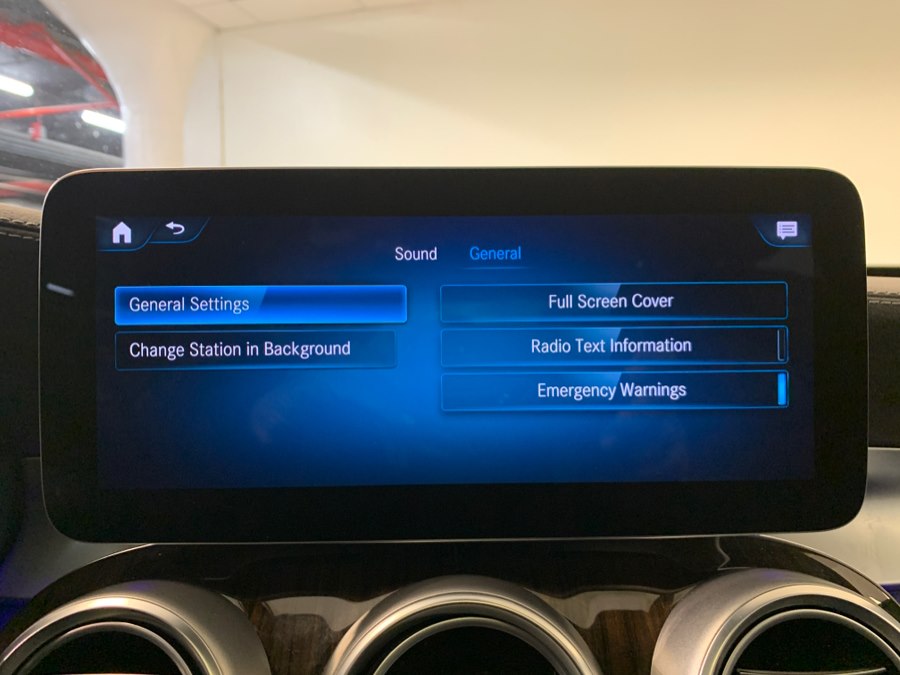 Sound
General
General Settings
Change Station in Background
Full Screen Cover
Radio Text Information
Emergency Warnings